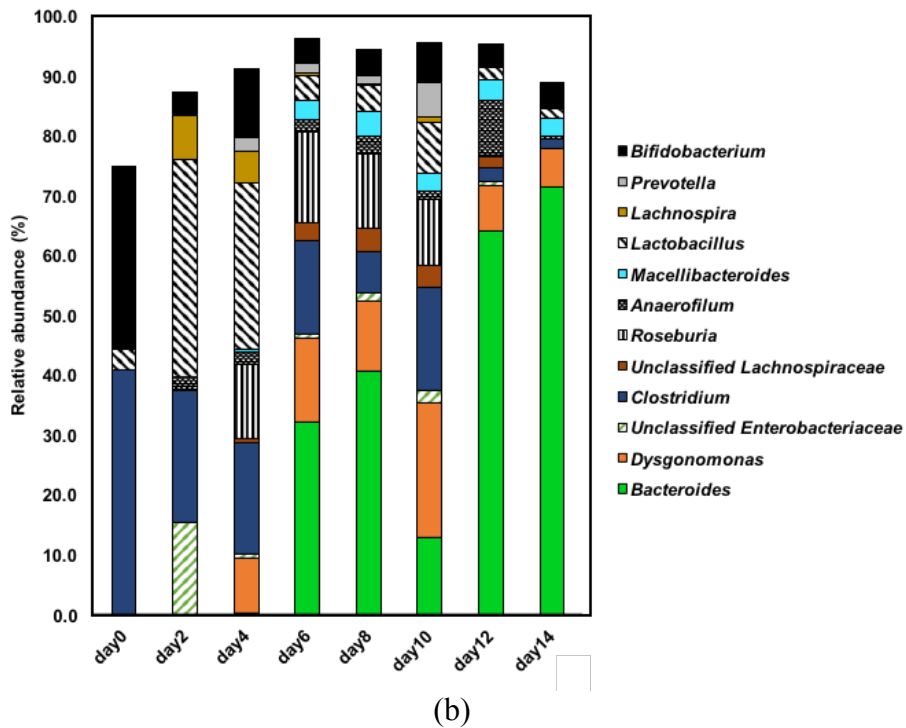 100.0
90.0
80.0
70.0
60.0
50.0
40.0
30.0
20.0
10.0
0.0
Relative abundance (%)
day0
day2
day4
day6
day8
day10
day12
day14
Bifidobacterium
Prevotella
Lachnospira
Lactobacillus
Macellibacteroides
Anaerofilum
Roseburia
Unclassified Lachnospiraceae
Clostridium
Unclassified Enterobacteriaceae
Dysgonomonas
Bacteroides
(b)